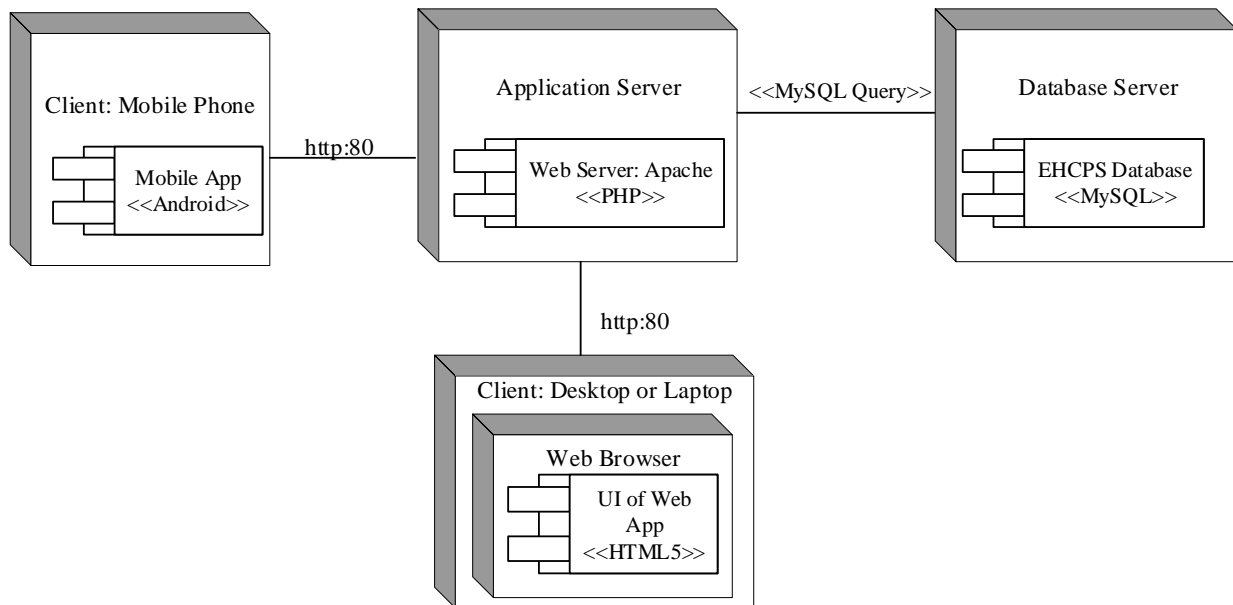 Client: Mobile Phone
Mobile App
<<Android>>
http:80
Application Server
Web Server: Apache
<<PHP>>
<<MySQL Query>>
Database Server
EHCPS Database
<<MySQL>>
http:80
Client: Desktop or Laptop
Web Browser
UI of Web
App
<<HTML5>>